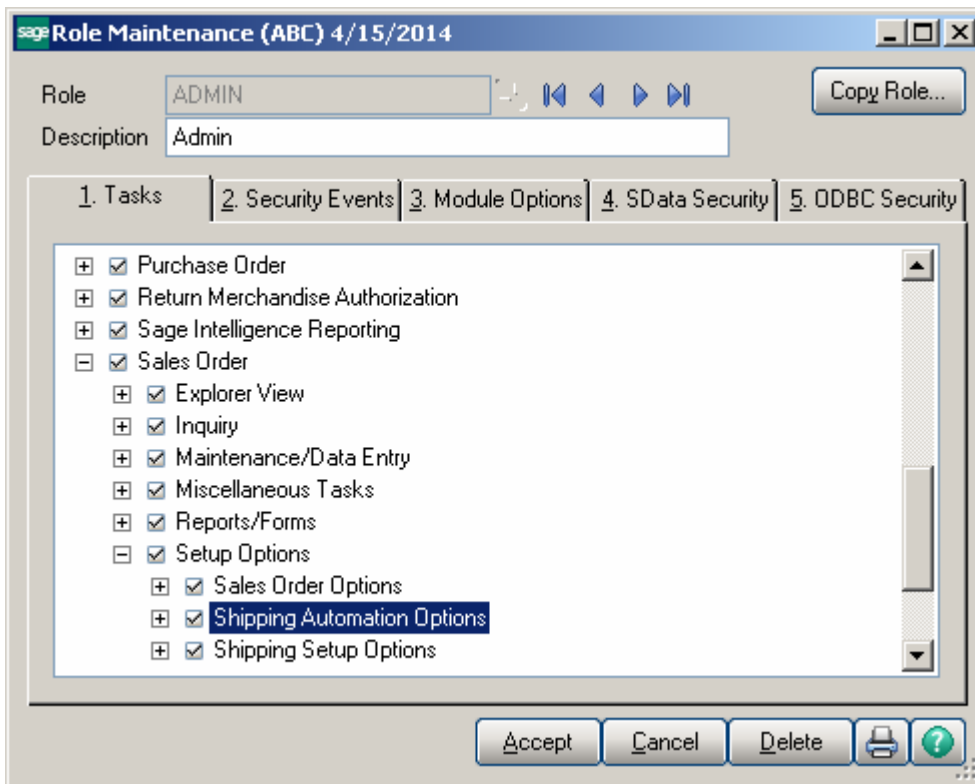 sage Role Maintenance (ABC) 4/15/2014
Role ADMIN Copy Role...
Description Admin
1. Tasks 2. Security Events 3. Module Options 4. SData Security 5. ODBC Security
Purchase Order
Return Merchandise Authorization
Sage Intelligence Reporting
Sales Order
Explorer View
Inquiry
Maintenance/Data Entry
Miscellaneous Tasks
Reports/Forms
Setup Options
Sales Order Options
Shipping Automation Options
Shipping Setup Options
Accept Cancel Delete ?